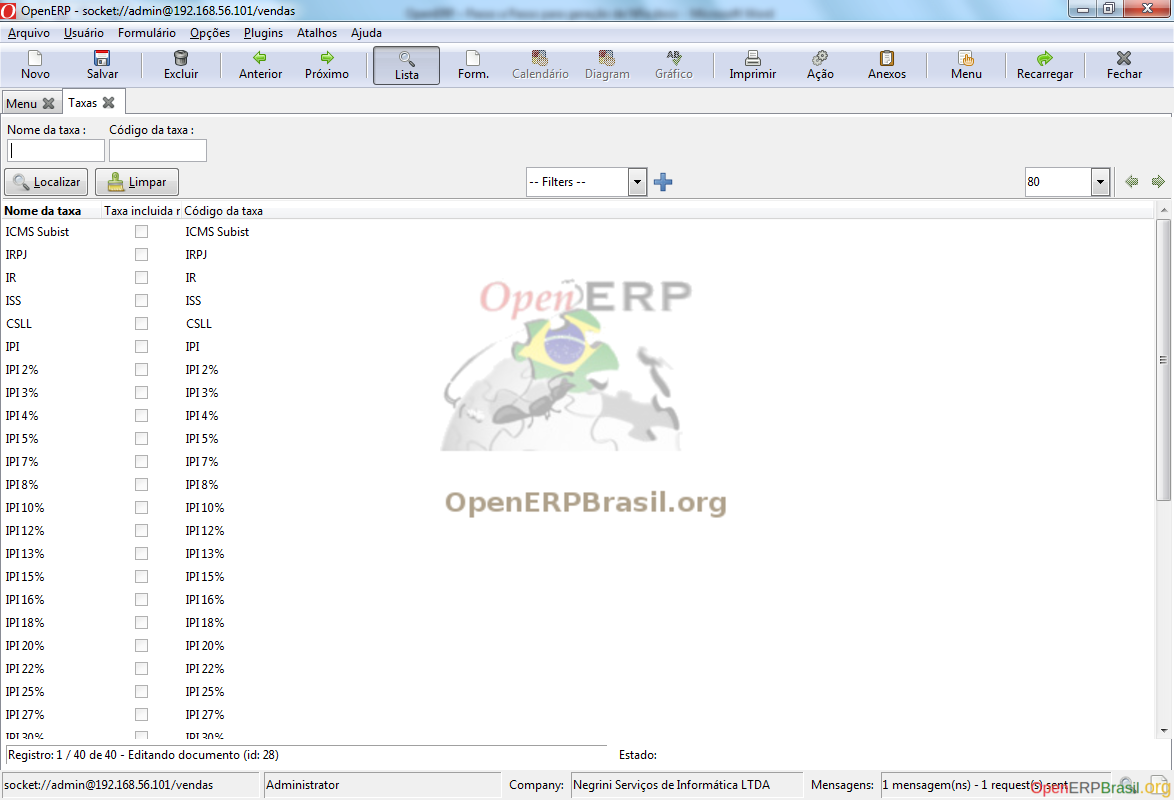 OpenERP - socket://admin@192.168.56.101/vendas
Arquivo Usuário Formulário Opções Plugins Atalhos Ajuda
Novo Salvar Excluir Anterior Próximo Lista Form. Calendário Diagram Gráfico Imprimir Ação Anexos Menu Recarregar Fechar
Menu Taxas
Nome da taxa : Código da taxa :
Localizar Limpar -- Filters -- 80
Nome da taxa Taxa incluida r Código da taxa
ICMS Subist ICMS Subist
IRPJ IRPJ
IR IR
ISS ISS
CSLL CSLL
IPI IPI
IPI 2% IPI 2%
IPI 3% IPI 3%
IPI 4% IPI 4%
IPI 5% IPI 5%
IPI 7% IPI 7%
IPI 8% IPI 8%
IPI 10% IPI 10%
IPI 12% IPI 12%
IPI 13% IPI 13%
IPI 15% IPI 15%
IPI 16% IPI 16%
IPI 18% IPI 18%
IPI 20% IPI 20%
IPI 22% IPI 22%
IPI 25% IPI 25%
IPI 27% IPI 27%
IPI 30% IPI 30%
OpenERP
OpenERPBrasil.org
Registro: 1 / 40 de 40 - Editando documento (id: 28) Estado:
socket://admin@192.168.56.101/vendas Administrator Company: Negrini Serviços de Informática LTDA Mensagens: 1 mensagem(ns) - 1 request(s) sent
OpenERPBrasil.org